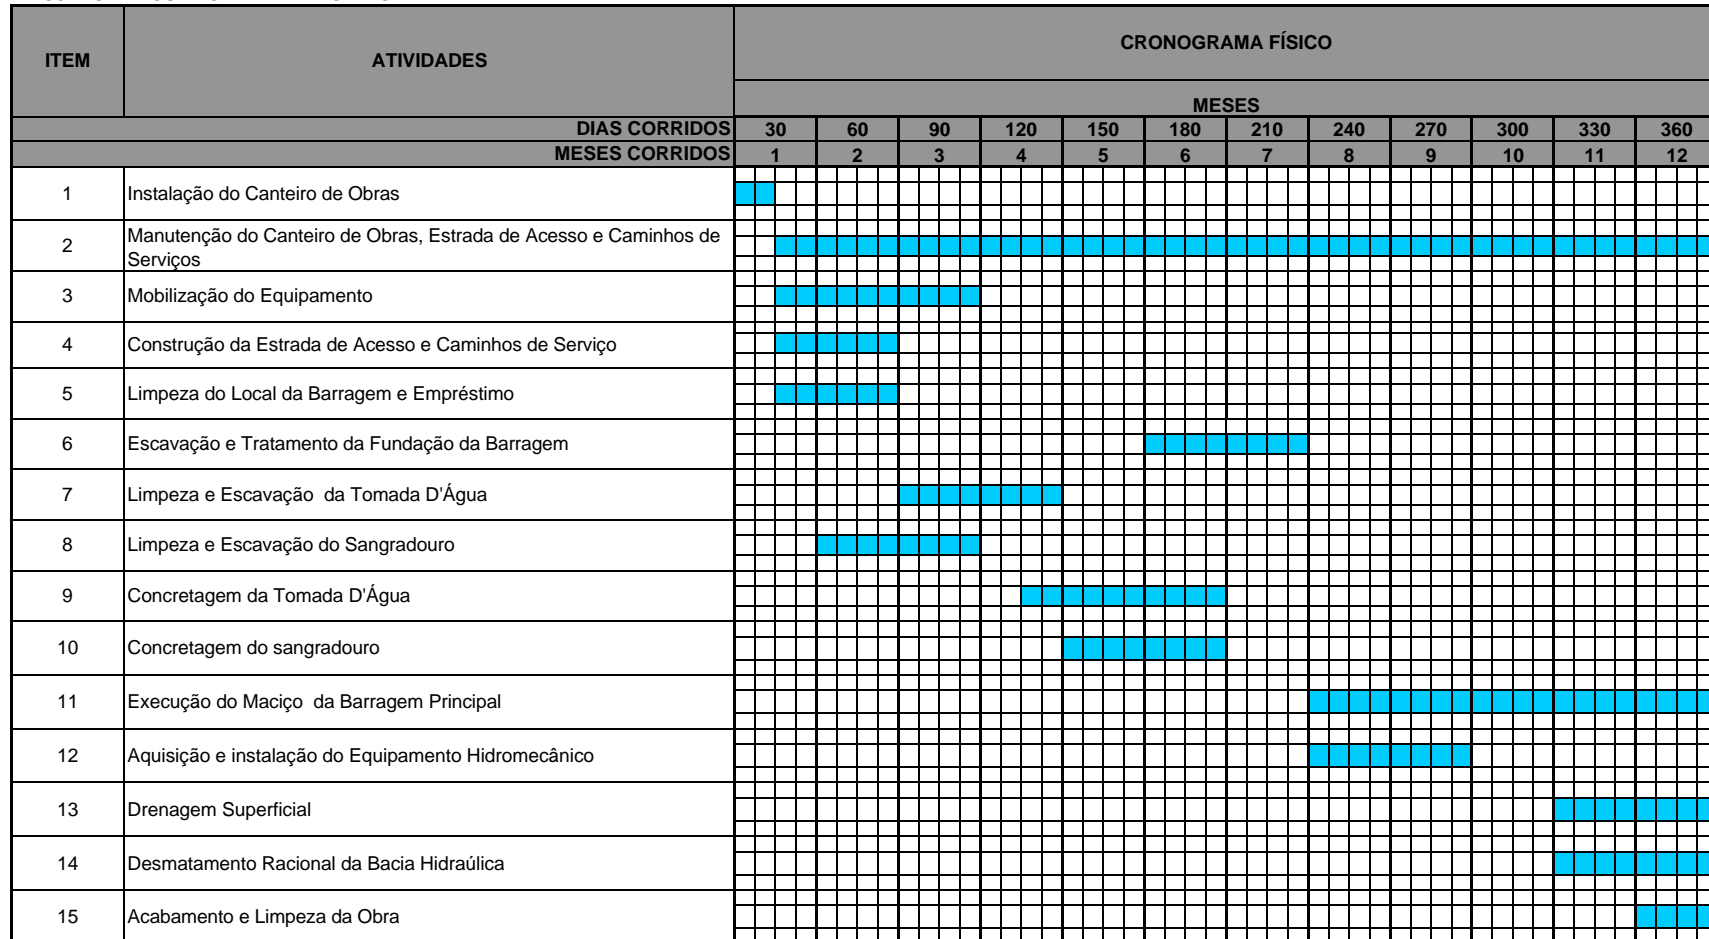 ITEM ATIVIDADES CRONOGRAMA FÍSICO
MESES
DIAS CORRIDOS 30 60 90 120 150 180 210 240 270 300 330 360
MESES CORRIDOS 1 2 3 4 5 6 7 8 9 10 11 12
1 Instalação do Canteiro de Obras
2 Manutenção do Canteiro de Obras, Estrada de Acesso e Caminhos de
Serviços
3 Mobilização do Equipamento
4 Construção da Estrada de Acesso e Caminhos de Serviço
5 Limpeza do Local da Barragem e Empréstimo
6 Escavação e Tratamento da Fundação da Barragem
7 Limpeza e Escavação da Tomada D'Água
8 Limpeza e Escavação do Sangradouro
9 Concretagem da Tomada D'Água
10 Concretagem do sangradouro
11 Execução do Maciço da Barragem Principal
12 Aquisição e instalação do Equipamento Hidromecânico
13 Drenagem Superficial
14 Desmatamento Racional da Bacia Hidraúlica
15 Acabamento e Limpeza da Obra